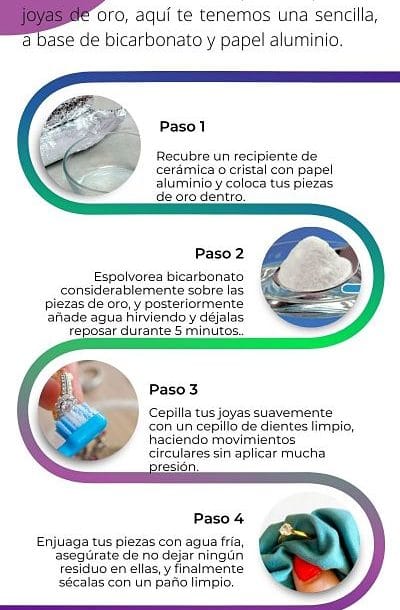 joyas de oro, aquí te tenemos una sencilla,
a base de bicarbonato y papel aluminio.
Paso 1
Recubre un recipiente de
cerámica o cristal con papel
aluminio y coloca tus piezas
de oro dentro.
Paso 2
Espolvorea bicarbonato
considerablemente sobre las
piezas de oro, y posteriormente
añade agua hirviendo y déjalas
reposar durante 5 minutos..
Paso 3
Cepilla tus joyas suavemente
con un cepillo de dientes limpio,
haciendo movimientos
circulares sin aplicar mucha
presión.
Paso 4
Enjuaga tus piezas con agua fría,
asegúrate de no dejar ningún
residuo en ellas, y finalmente
sécalas con un paño limpio.